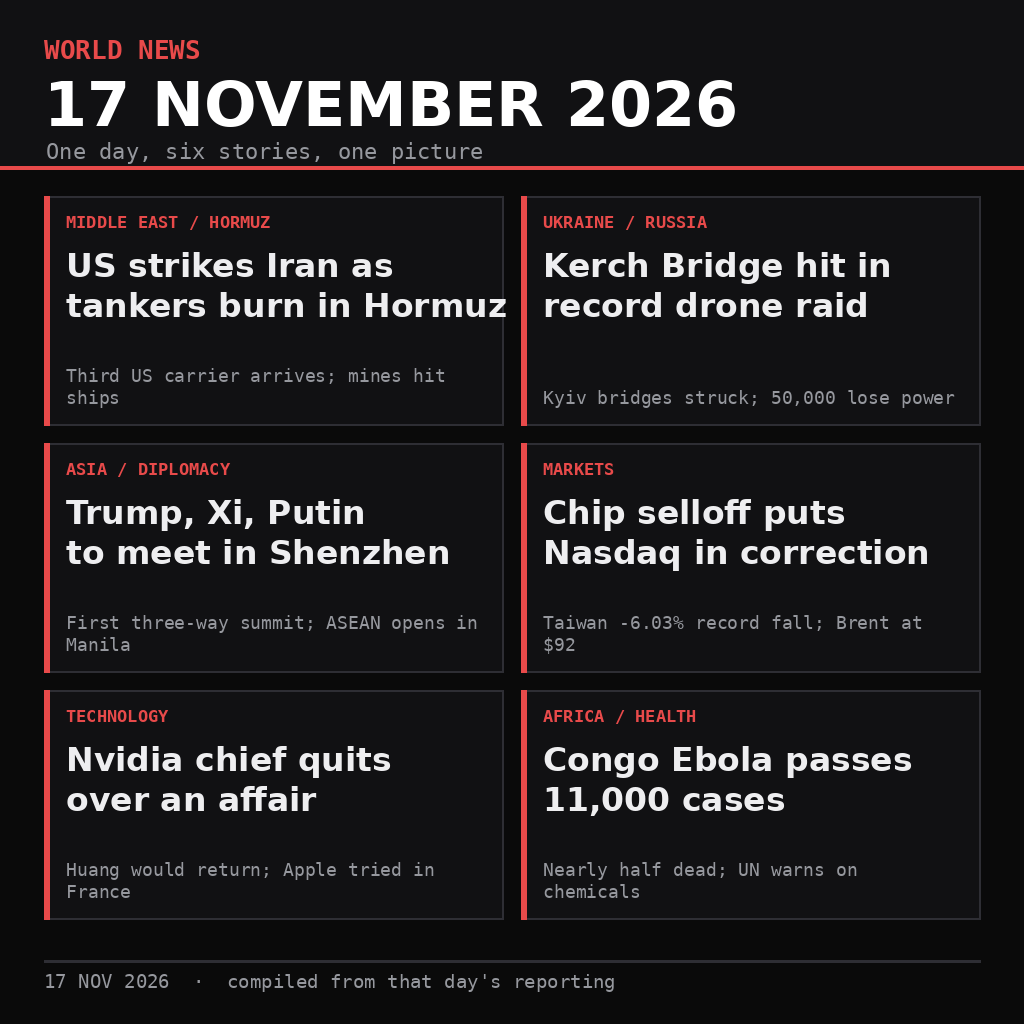 WORLD NEWS
17 NOVEMBER 2026
One day, six stories, one picture
MIDDLE EAST / HORMUZ
US strikes Iran as
tankers burn in Hormuz
Third US carrier arrives; mines hit
ships
UKRAINE / RUSSIA
Kerch Bridge hit in
record drone raid
Kyiv bridges struck; 50,000 lose power
ASIA / DIPLOMACY
Trump, Xi, Putin
to meet in Shenzhen
First three-way summit; ASEAN opens in
Manila
MARKETS
Chip selloff puts
Nasdaq in correction
Taiwan -6.03% record fall; Brent at
$92
TECHNOLOGY
Nvidia chief quits
over an affair
Huang would return; Apple tried in
France
AFRICA / HEALTH
Congo Ebola passes
11,000 cases
Nearly half dead; UN warns on
chemicals
17 NOV 2026 · compiled from that day's reporting